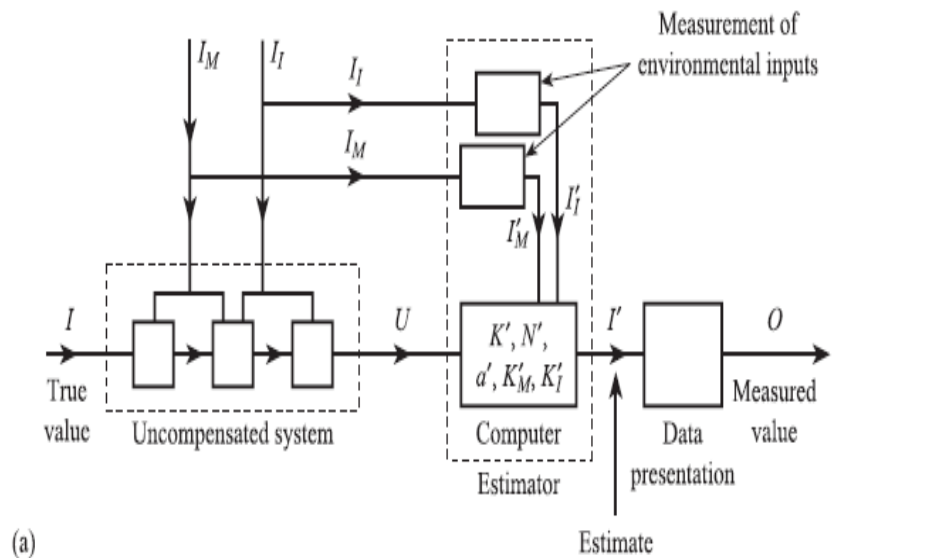 Measurement of
environmental inputs
I_M
I_I
I_I
I_M
I′_I
I′_M
I
U
K′, N′,
a′, K′_M, K′_I
I′
O
True
value
Uncompensated system
Computer
Estimator
Data
presentation
Measured
value
Estimate
(a)